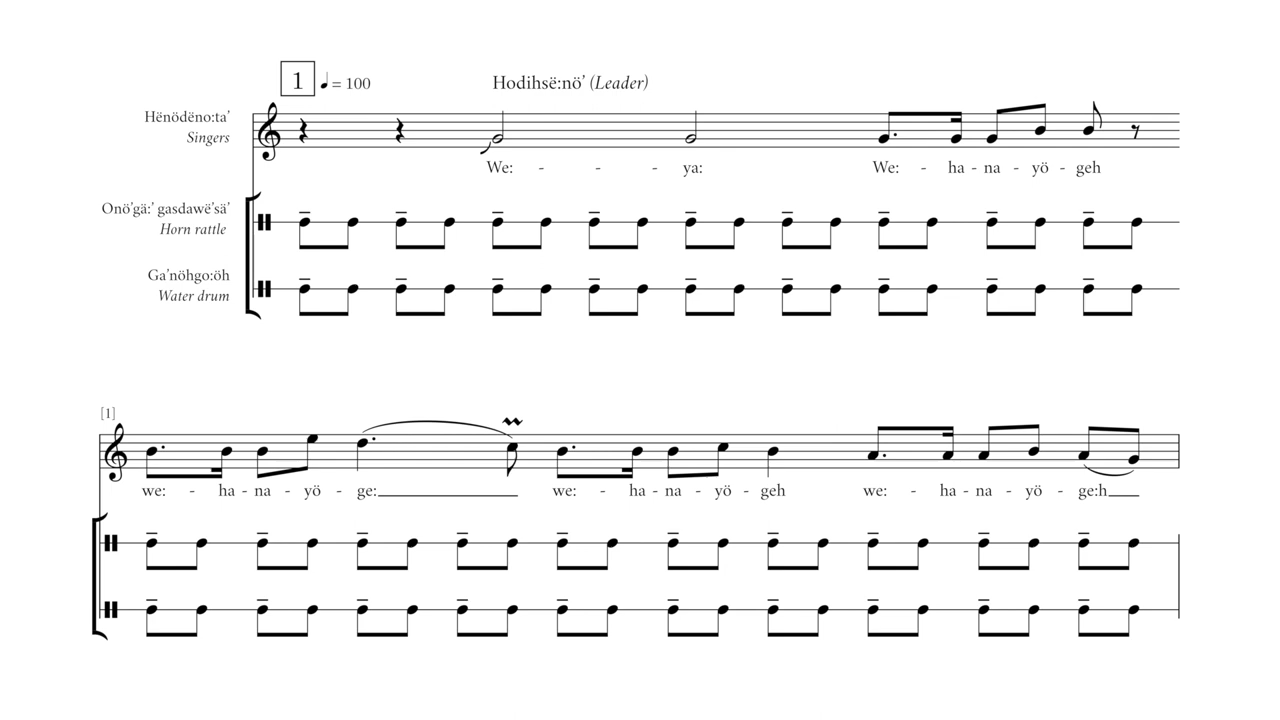 1 ♩ = 100 Hodihsë:nö’ (Leader)
Hënödëno:ta’
Singers
We: - - - ya: We: - ha - na - yö - geh
Onö’gä:’ gasdawë’sä’
Horn rattle
Ga’nöhgo:öh
Water drum
[1]
we: - ha - na - yö - ge: we: - ha - na - yö - geh we: - ha - na - yö - ge:h